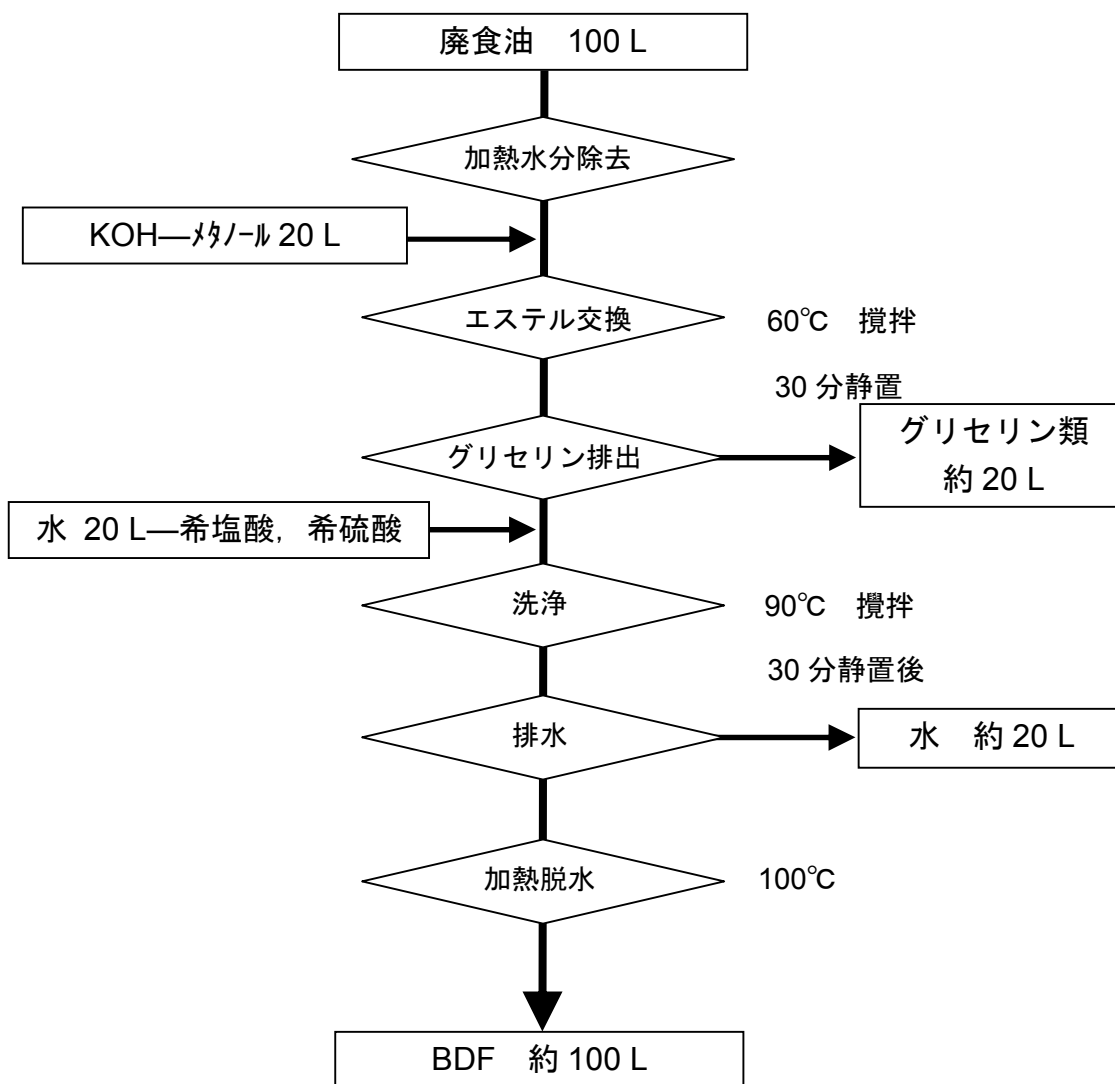 廃食油　100 L
加熱水分除去
KOH―ﾒﾀﾉｰﾙ 20 L
エステル交換
60℃　攪拌
30 分静置
グリセリン排出
グリセリン類
約 20 L
水 20 L―希塩酸，希硫酸
洗浄
90℃　攪拌
30 分静置後
排水
水　約 20 L
加熱脱水
100℃
BDF　約 100 L